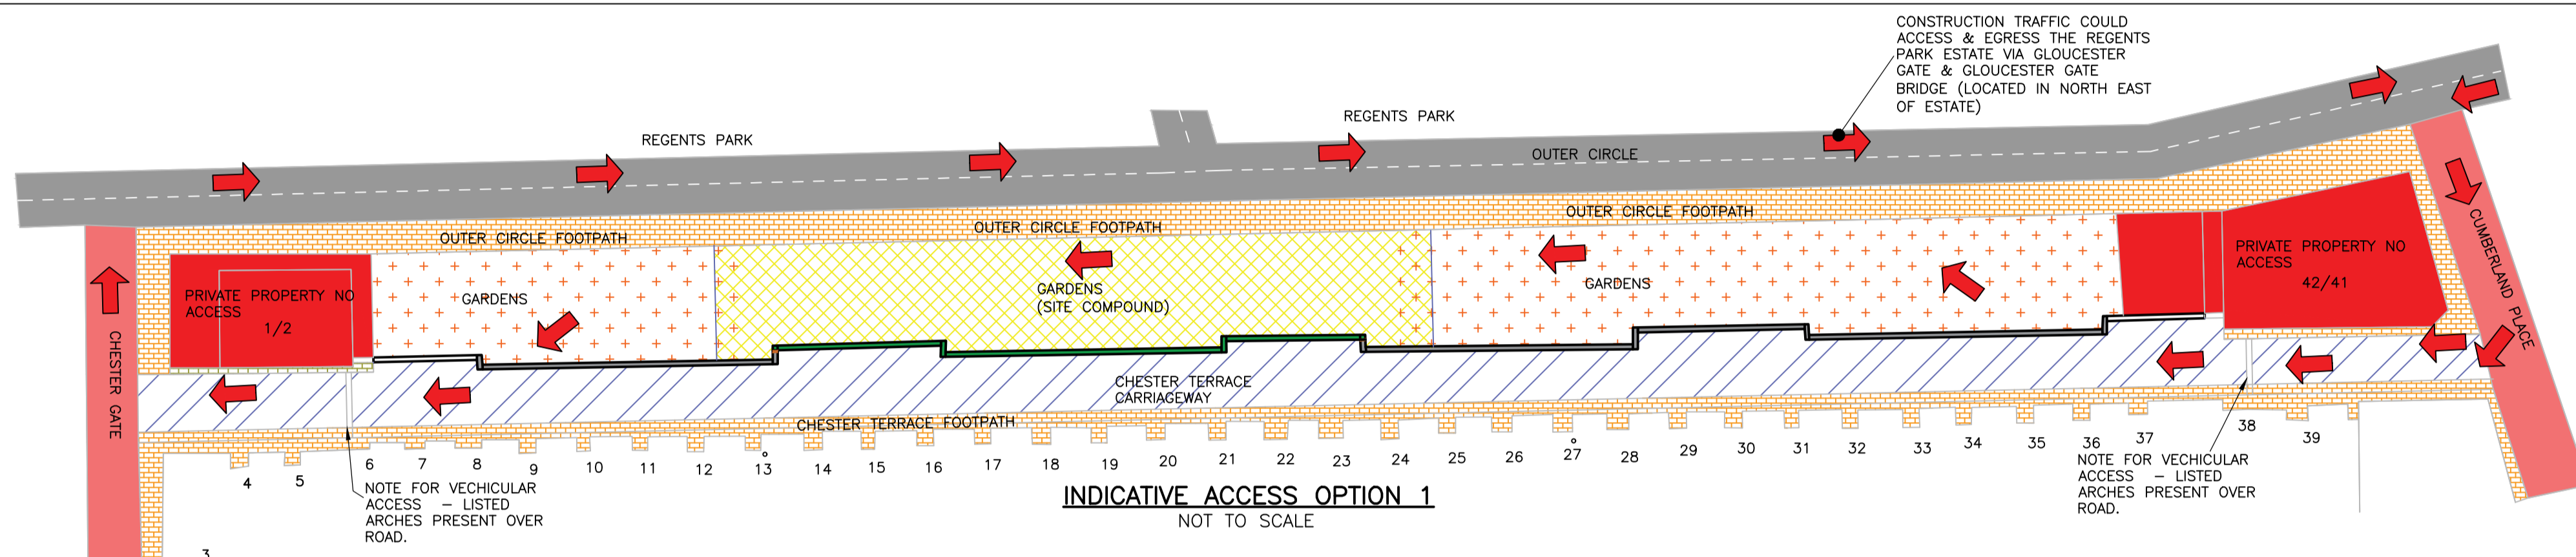 CONSTRUCTION TRAFFIC COULD
ACCESS & EGRESS THE REGENTS
PARK ESTATE VIA GLOUCESTER
GATE & GLOUCESTER GATE
BRIDGE (LOCATED IN NORTH EAST
OF ESTATE)
REGENTS PARK
REGENTS PARK
OUTER CIRCLE
OUTER CIRCLE FOOTPATH
OUTER CIRCLE FOOTPATH
OUTER CIRCLE FOOTPATH
PRIVATE PROPERTY NO
ACCESS
1/2
GARDENS
GARDENS
(SITE COMPOUND)
GARDENS
PRIVATE PROPERTY NO
ACCESS
42/41
CUMBERLAND PLACE
CHESTER GATE
CHESTER TERRACE
CARRIAGEWAY
CHESTER TERRACE FOOTPATH
3
4
5
6
7
8
9
10
11
12
13
14
15
16
17
18
19
20
21
22
23
24
25
26
27
28
29
30
31
32
33
34
35
36
37
38
39
NOTE FOR VECHICULAR
ACCESS – LISTED
ARCHES PRESENT OVER
ROAD.
NOTE FOR VECHICULAR
ACCESS – LISTED
ARCHES PRESENT OVER
ROAD.
INDICATIVE ACCESS OPTION 1
NOT TO SCALE